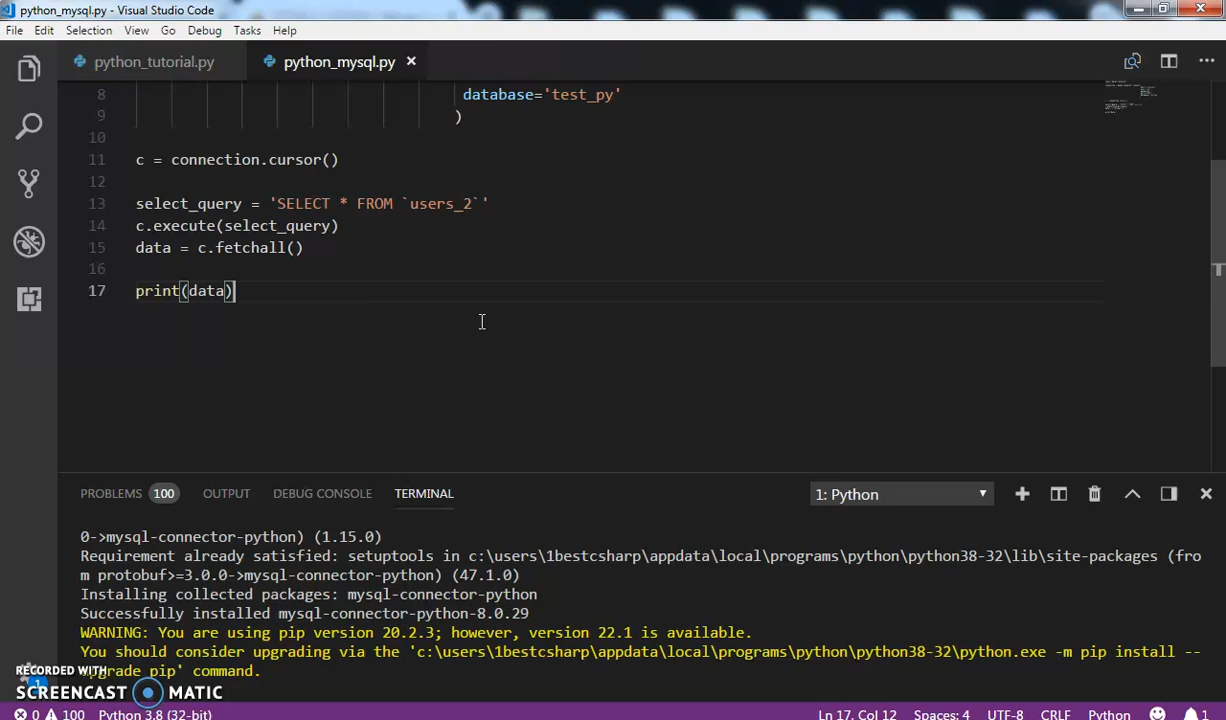 python_mysql.py - Visual Studio Code
File Edit Selection View Go Debug Tasks Help
python_tutorial.py python_mysql.py
8 database='test_py'
9 )
10
11 c = connection.cursor()
12
13 select_query = 'SELECT * FROM `users_2`'
14 c.execute(select_query)
15 data = c.fetchall()
16
17 print(data)
PROBLEMS 100 OUTPUT DEBUG CONSOLE TERMINAL 1: Python
0->mysql-connector-python) (1.15.0)
Requirement already satisfied: setuptools in c:\users\1bestcsharp\appdata\local\programs\python\python38-32\lib\site-packages (fro
m protobuf>=3.0.0->mysql-connector-python) (47.1.0)
Installing collected packages: mysql-connector-python
Successfully installed mysql-connector-python-8.0.29
WARNING: You are using pip version 20.2.3; however, version 22.1 is available.
You should consider upgrading via the 'c:\users\1bestcsharp\appdata\local\programs\python\python38-32\python.exe -m pip install --
upgrade pip' command.
RECORDED WITH
SCREENCAST MATIC
1
0 100 Python 3.8 (32-bit) Ln 17, Col 12 Spaces: 4 UTF-8 CRLF Python 1